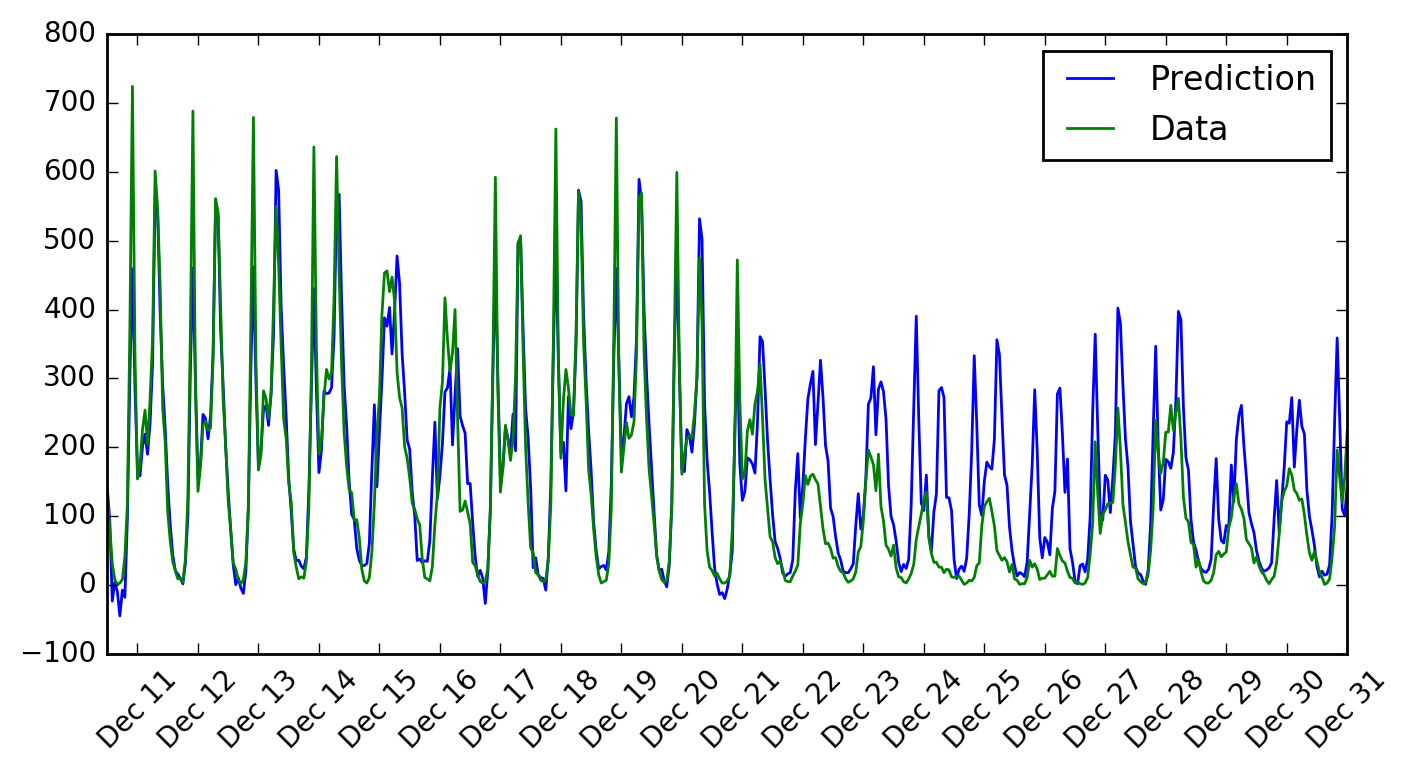 800
700
600
500
400
300
200
100
0
−100
Prediction
Data
Dec 11
Dec 12
Dec 13
Dec 14
Dec 15
Dec 16
Dec 17
Dec 18
Dec 19
Dec 20
Dec 21
Dec 22
Dec 23
Dec 24
Dec 25
Dec 26
Dec 27
Dec 28
Dec 29
Dec 30
Dec 31